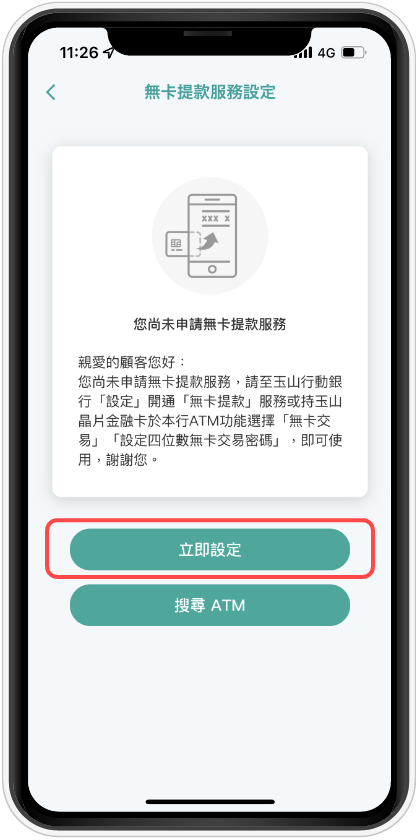 11:26
4G
無卡提款服務設定
xxx x
您尚未申請無卡提款服務
親愛的顧客您好：
您尚未申請無卡提款服務，請至玉山行動銀
行「設定」開通「無卡提款」服務或持玉山
晶片金融卡於本行ATM功能選擇「無卡交
易」「設定四位數無卡交易密碼」，即可使
用，謝謝您。
立即設定
搜尋 ATM